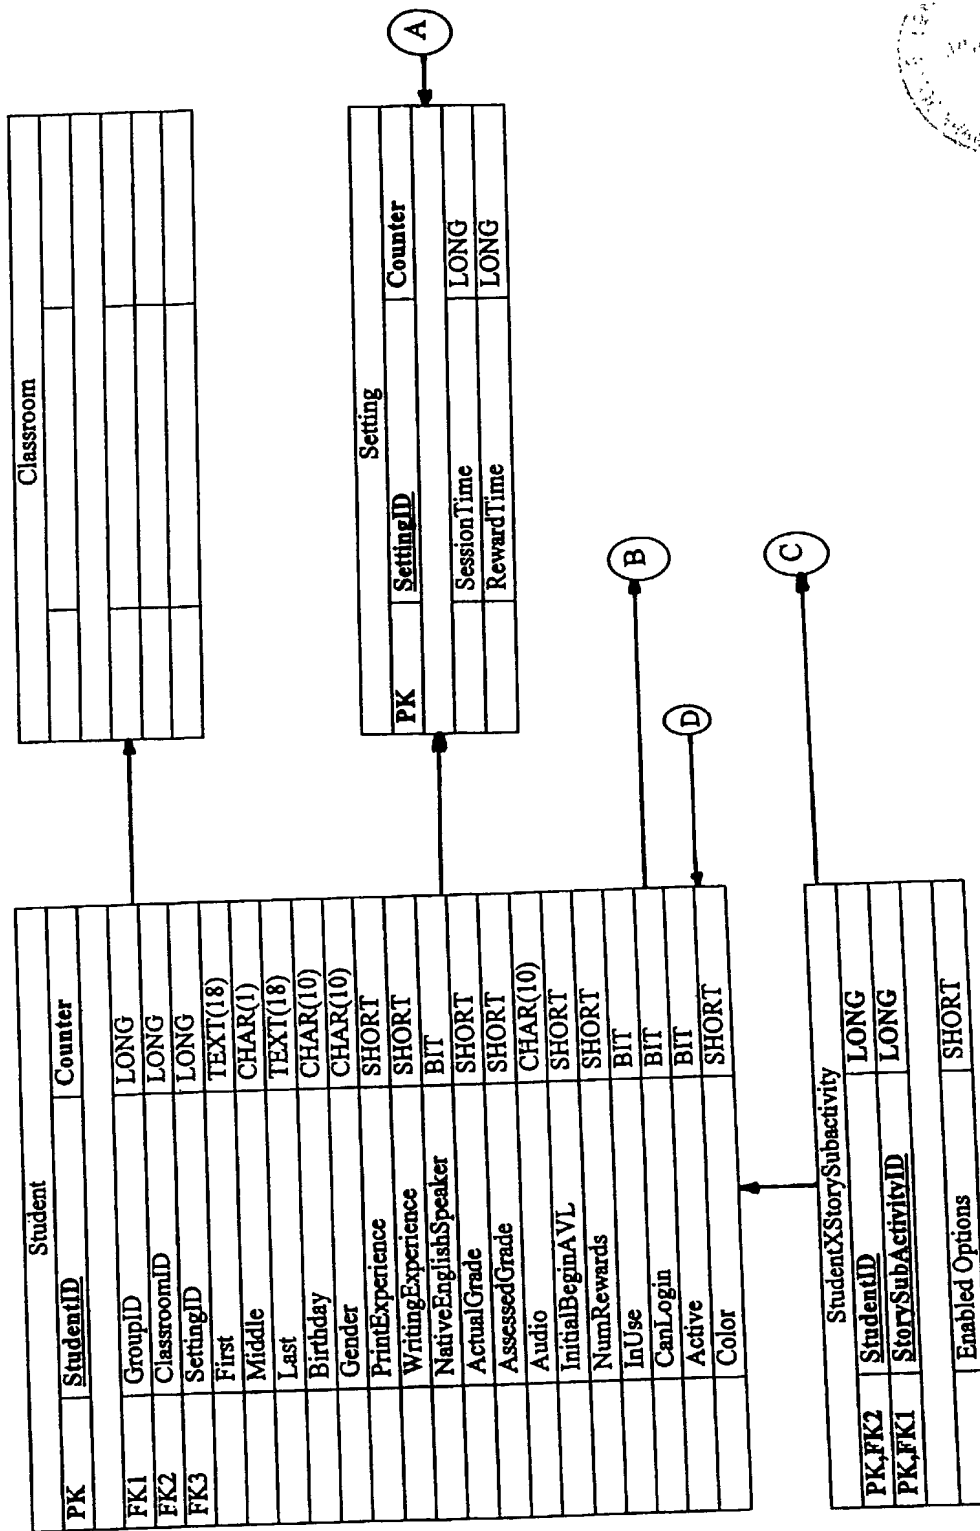 Student
PK StudentID Counter
FK1 GroupID LONG
FK2 ClassroomID LONG
FK3 SettingID LONG
First TEXT(18)
Middle CHAR(1)
Last TEXT(18)
Birthday CHAR(10)
Gender CHAR(10)
PrintExperience SHORT
WritingExperience SHORT
NativeEnglishSpeaker BIT
ActualGrade SHORT
AssessedGrade SHORT
Audio CHAR(10)
InitialBeginAVL SHORT
NumRewards SHORT
InUse BIT
CanLogin BIT
Active BIT
Color SHORT
StudentXStorySubactivity
PK,FK2 StudentID LONG
PK,FK1 StorySubActivityID LONG
Enabled Options SHORT
Classroom
Setting
PK SettingID Counter
SessionTime LONG
RewardTime LONG
A
B
D
C